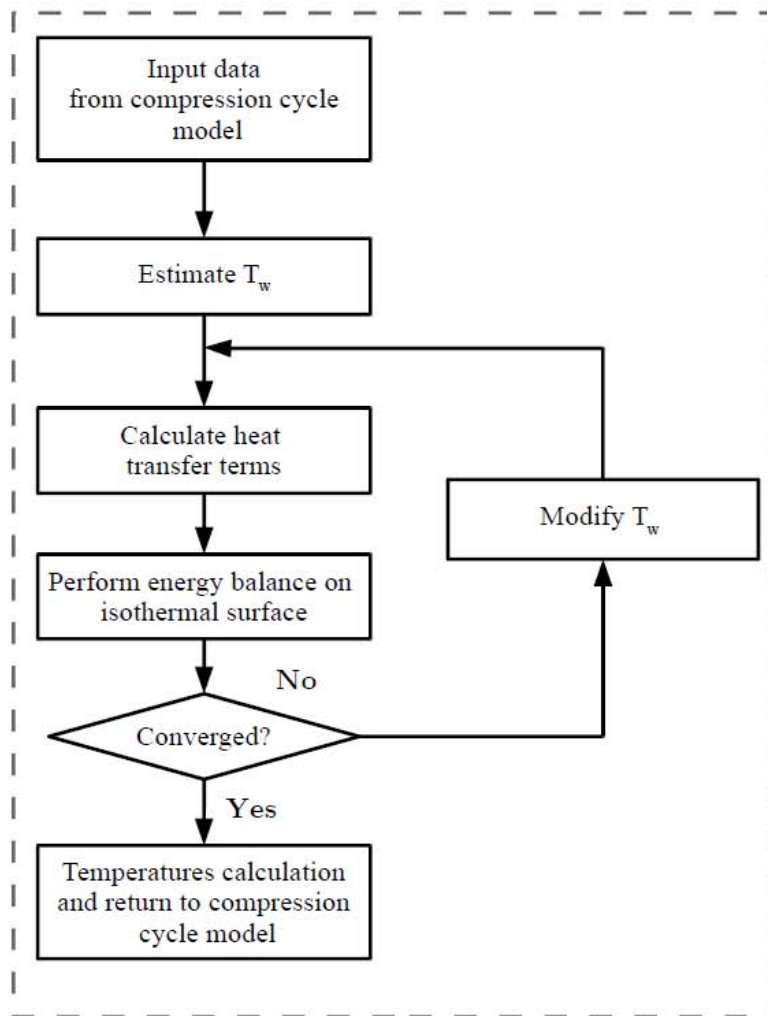 Input data
from compression cycle
model
Estimate T_w
Calculate heat
transfer terms
Modify T_w
Perform energy balance on
isothermal surface
No
Converged?
Yes
Temperatures calculation
and return to compression
cycle model